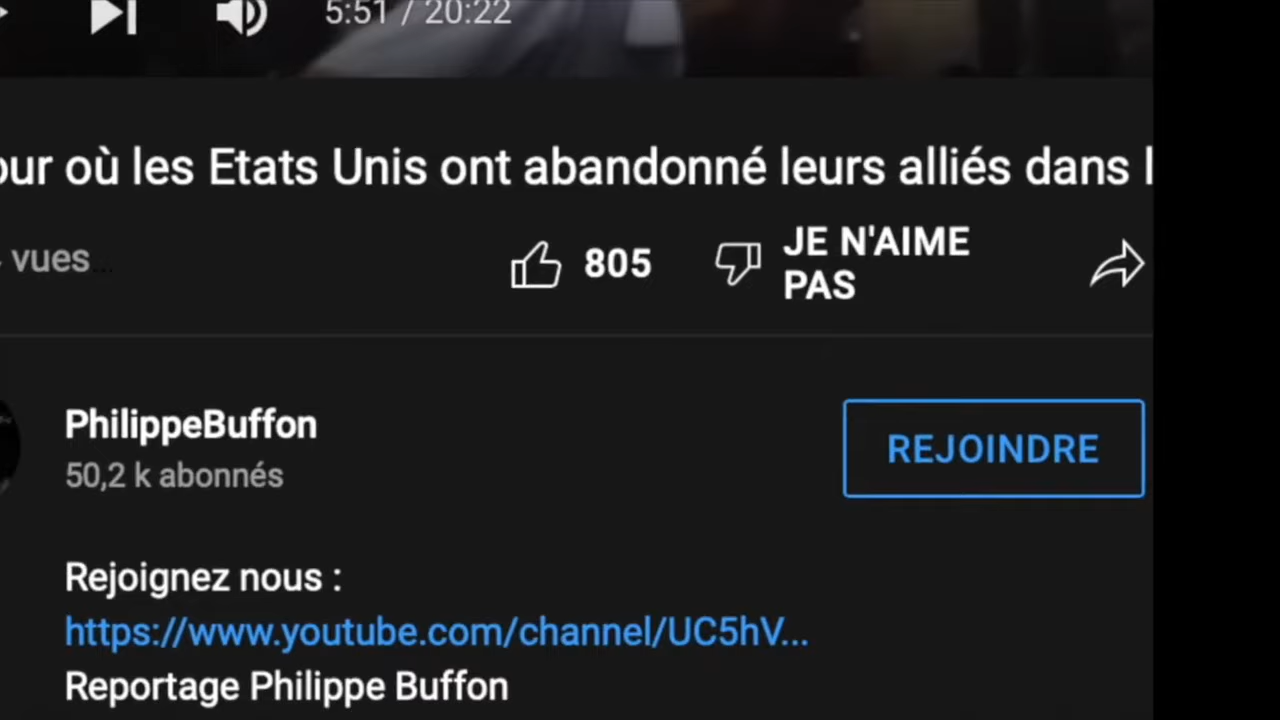 5:51 / 20:22
où les Etats Unis ont abandonné leurs alliés dans
vues
805
JE N'AIME
PAS
PhilippeBuffon
50,2 k abonnés
REJOINDRE
Rejoignez nous :
https://www.youtube.com/channel/UC5hV...
Reportage Philippe Buffon